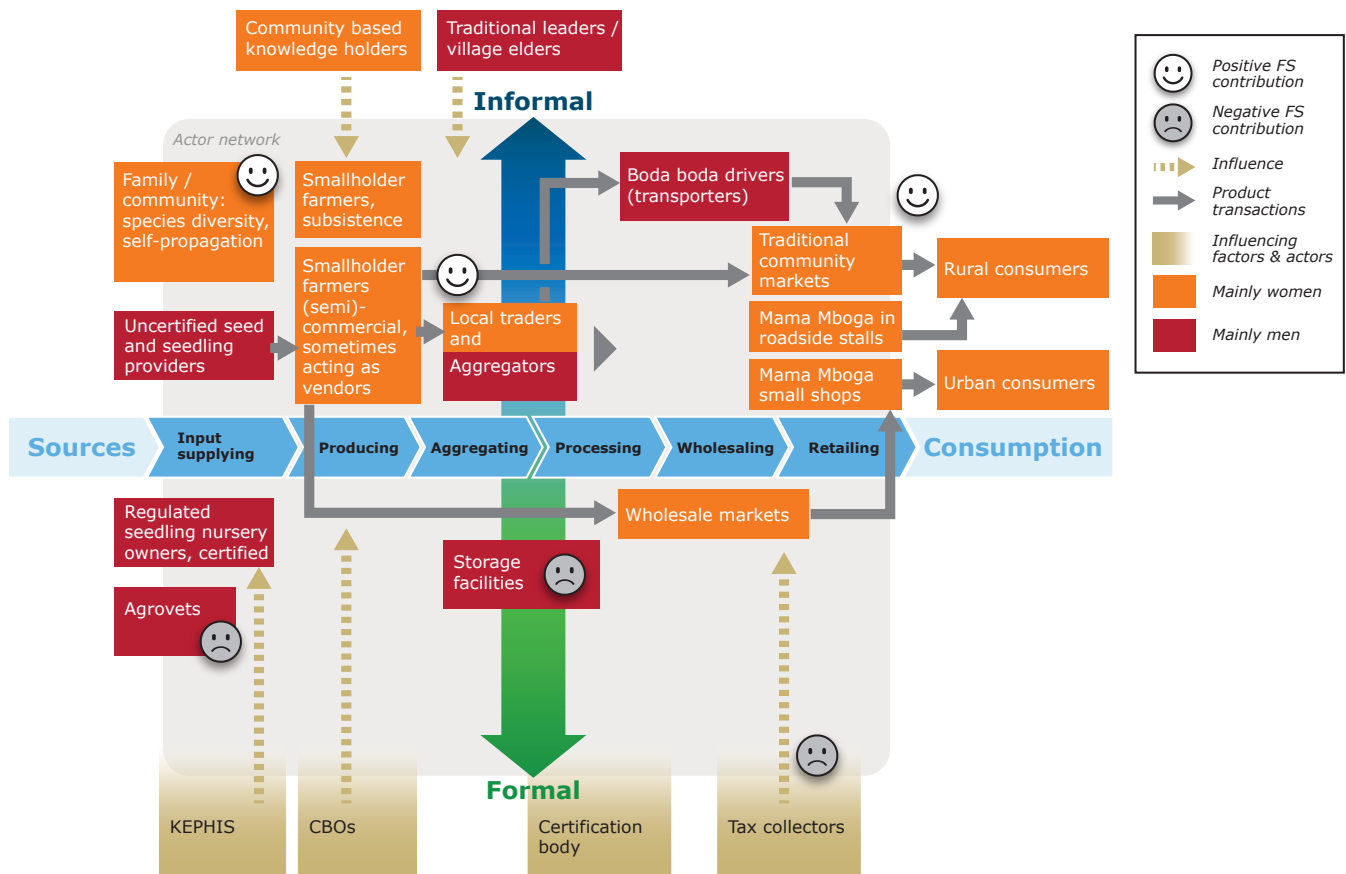 Community based
knowledge holders
Traditional leaders /
village elders
Informal
Actor network
Family /
community:
species diversity,
self-propagation
Smallholder
farmers,
subsistence
Boda boda drivers
(transporters)
Smallholder
farmers
(semi)-
commercial,
sometimes
acting as
vendors
Traditional
community
markets
Rural consumers
Uncertified seed
and seedling
providers
Local traders
and
Aggregators
Mama Mboga in
roadside stalls
Mama Mboga
small shops
Urban consumers
Sources
Input
supplying
Producing
Aggregating
Processing
Wholesaling
Retailing
Consumption
Regulated
seedling nursery
owners, certified
Wholesale markets
Storage
facilities
Agrovets
Formal
KEPHIS
CBOs
Certification
body
Tax collectors
Positive FS
contribution
Negative FS
contribution
Influence
Product
transactions
Influencing
factors & actors
Mainly women
Mainly men